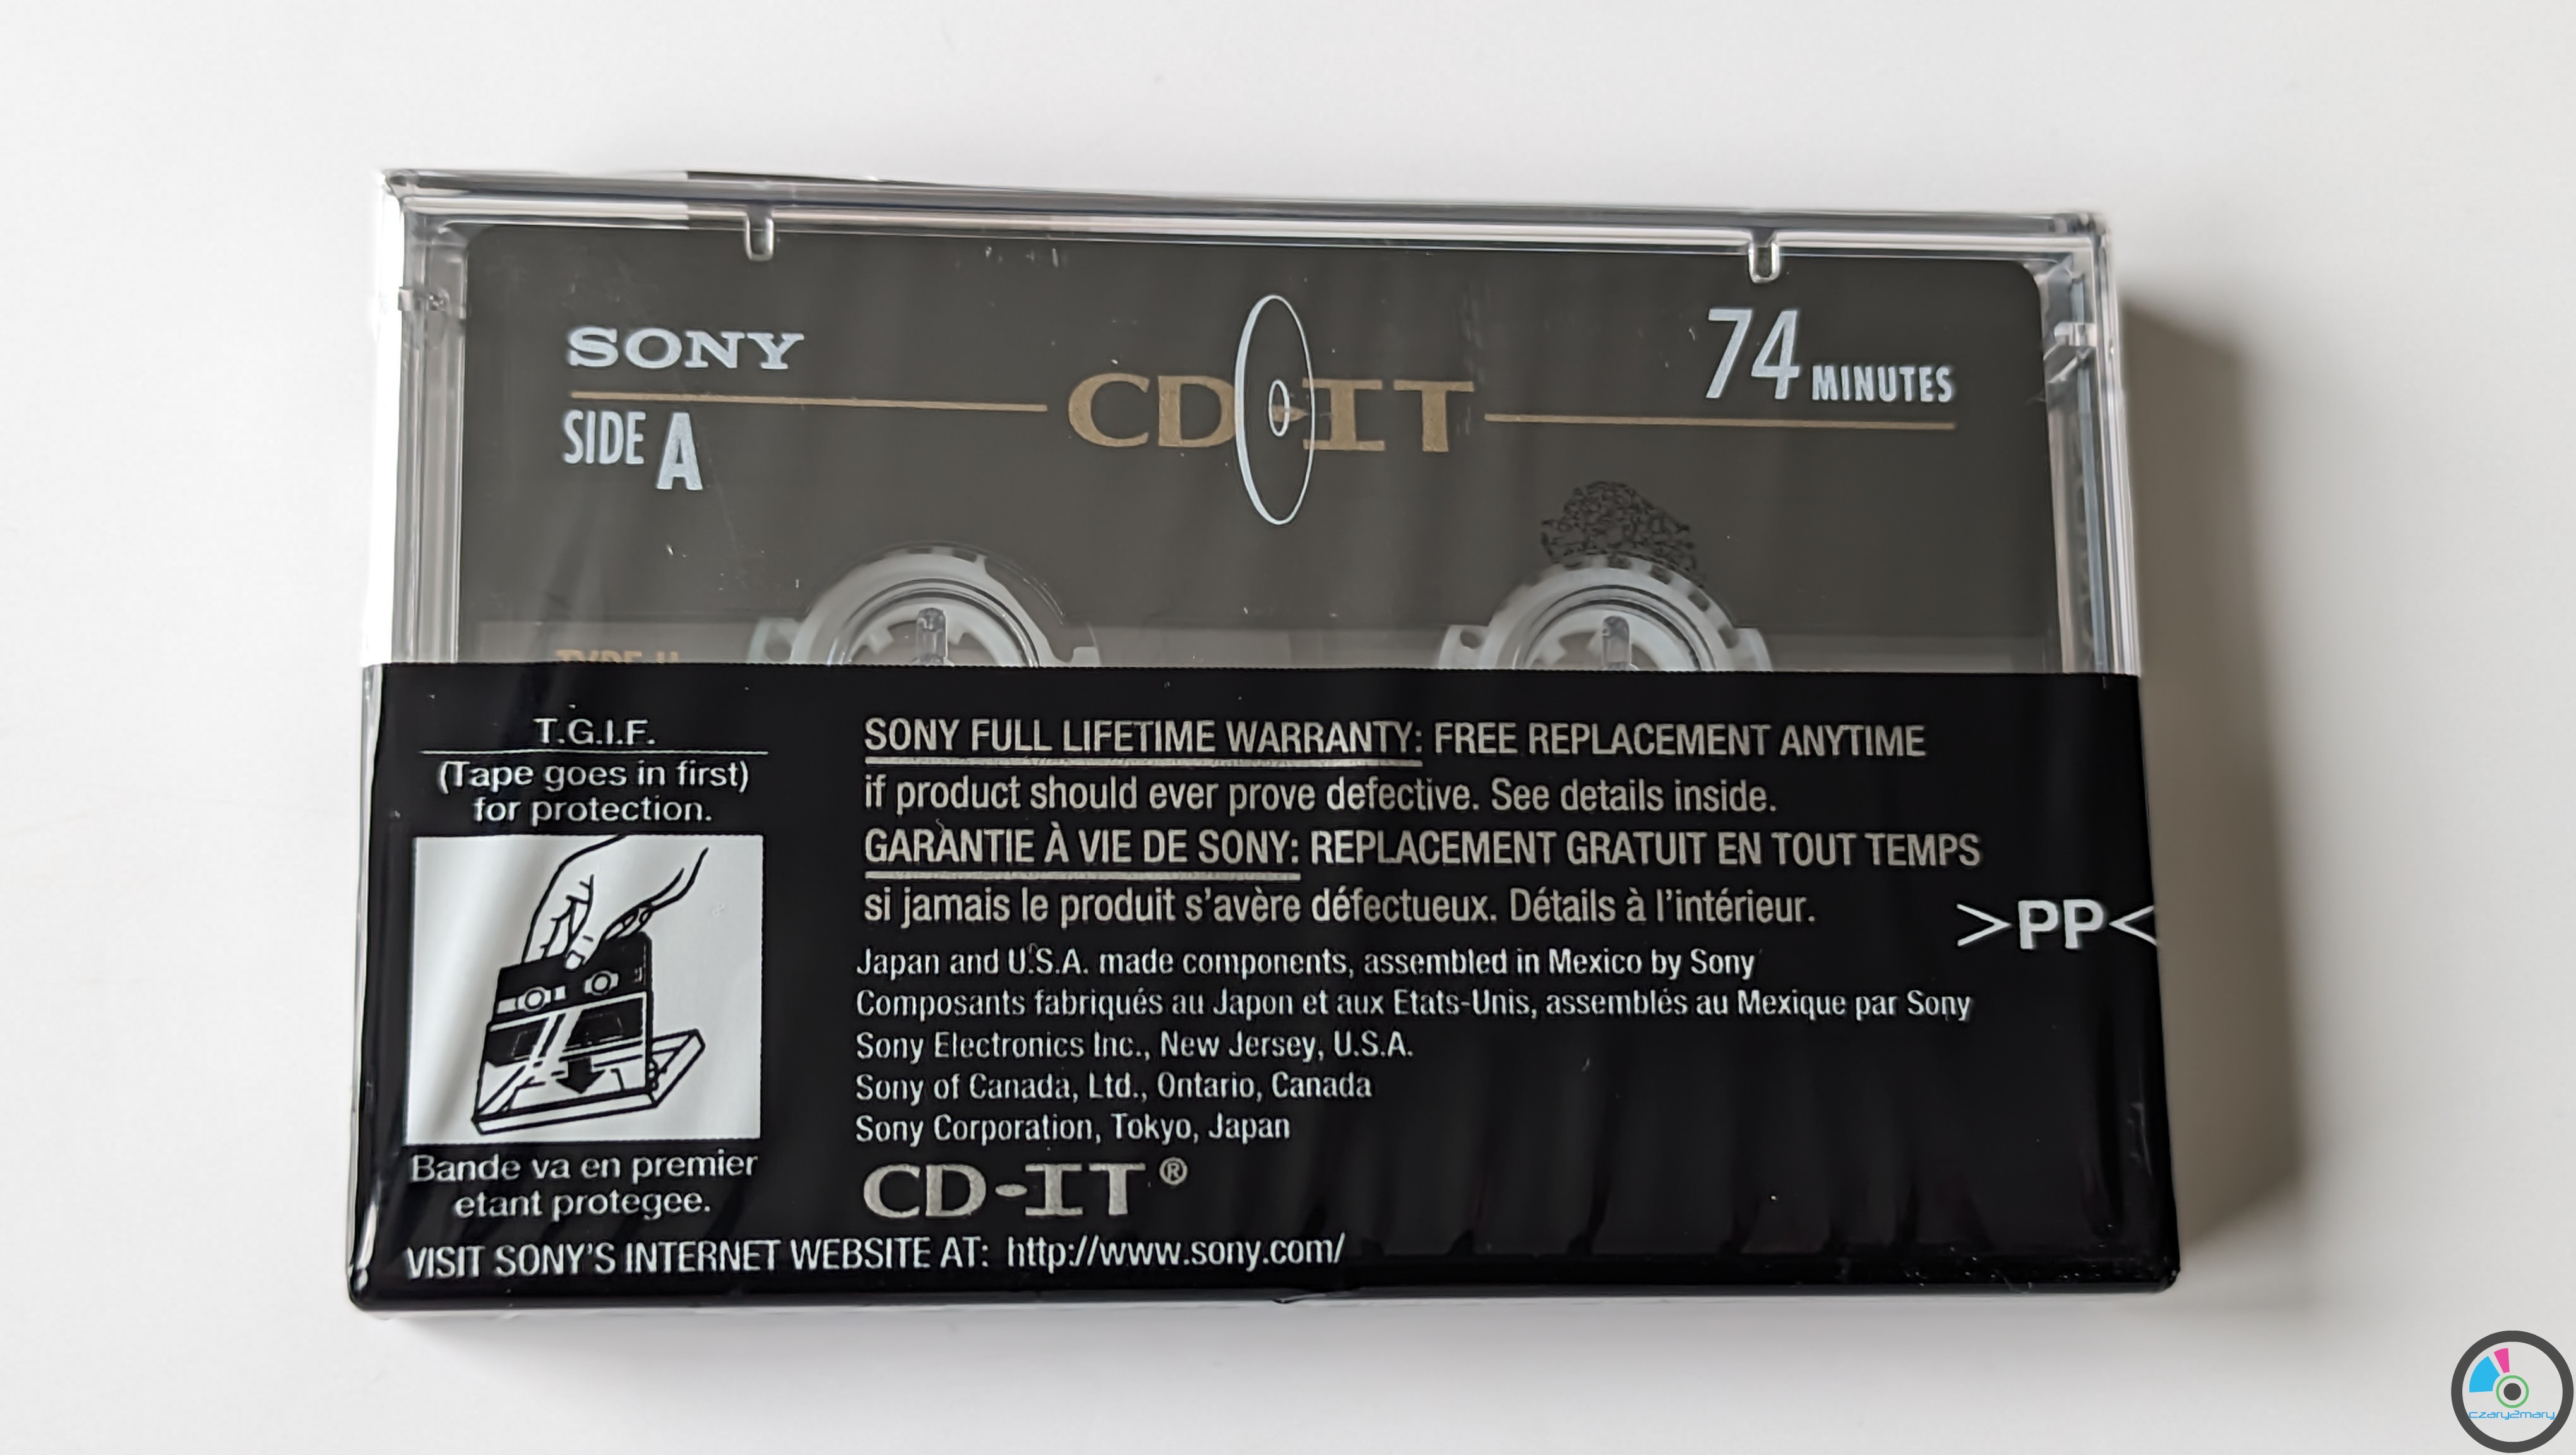 SONY
SIDE A
CD-IT
74 MINUTES
TYPE II
T.G.I.F.
(Tape goes in first)
for protection.
Bande va en premier
etant protegee.
SONY FULL LIFETIME WARRANTY: FREE REPLACEMENT ANYTIME
if product should ever prove defective. See details inside.
GARANTIE À VIE DE SONY: REPLACEMENT GRATUIT EN TOUT TEMPS
si jamais le produit s'avère défectueux. Détails à l'intérieur.
>PP<
Japan and U.S.A. made components, assembled in Mexico by Sony
Composants fabriqués au Japon et aux Etats-Unis, assemblés au Mexique par Sony
Sony Electronics Inc., New Jersey, U.S.A.
Sony of Canada, Ltd., Ontario, Canada
Sony Corporation, Tokyo, Japan
CD-IT®
VISIT SONY'S INTERNET WEBSITE AT: http://www.sony.com/
czary2mary